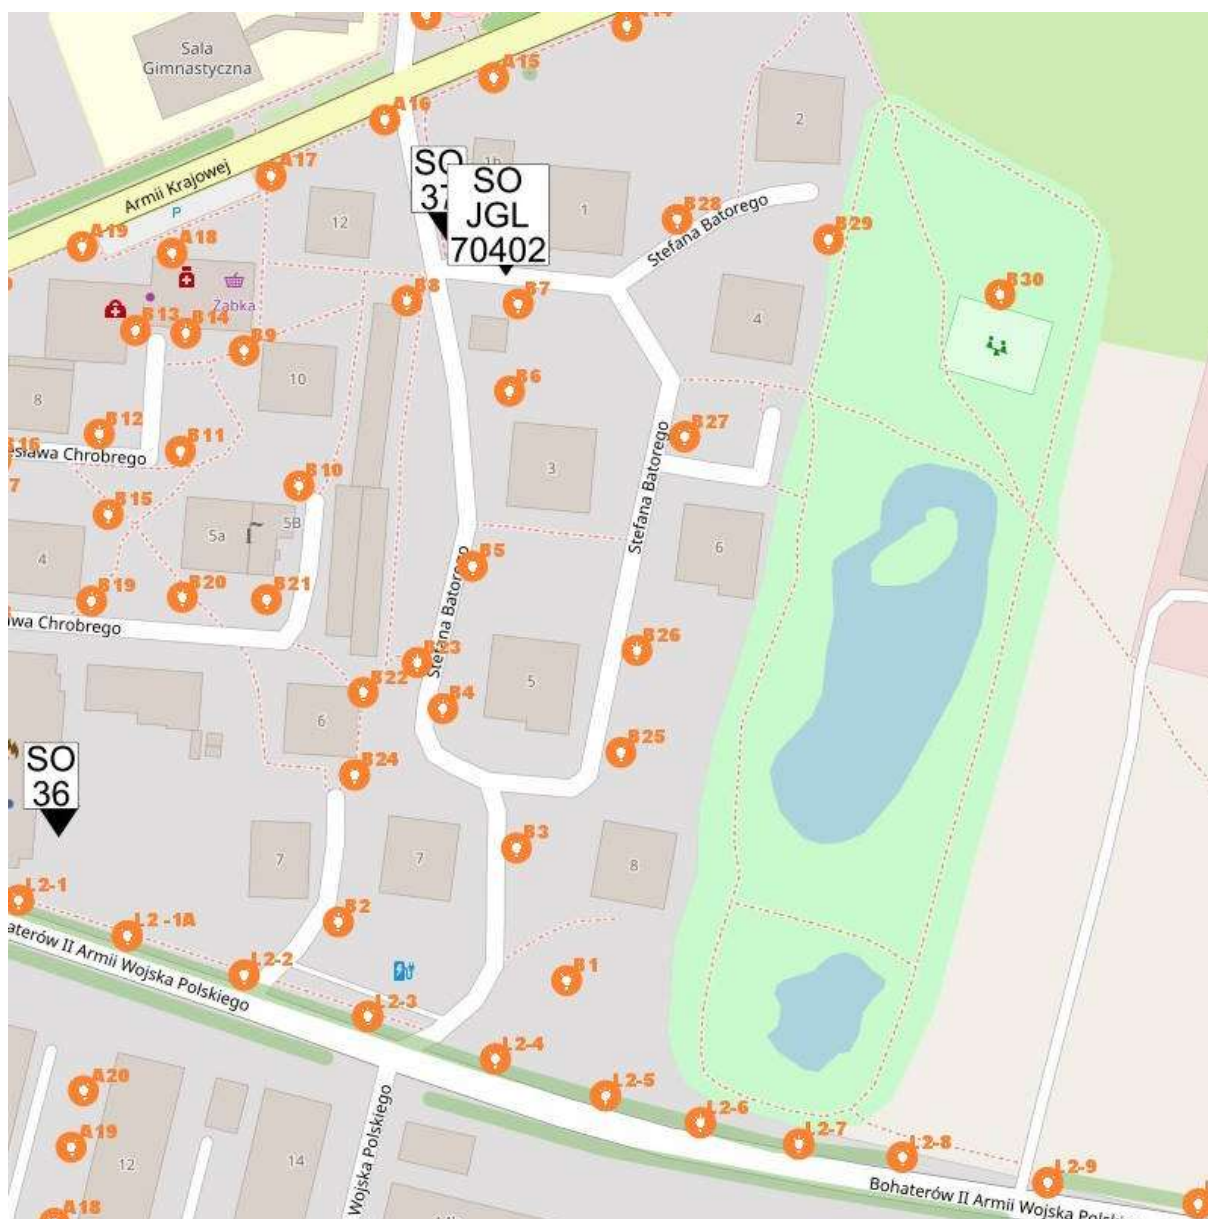 Sala
Gimnastyczna
A15
A16
2
A17
Armii Krajowej
SO
37
SO
JGL
70402
1
P
12
B28
Stefana Batorego
A19
A18
B29
Żabka
B8
B7
B30
B13
B14
B9
4
10
B6
8
B12
B11
B27
B16
esława Chrobrego
3
7
B10
B15
5a
5B
Stefana Batorego
4
6
B5
B19
B20
B21
ława Chrobrego
Stefana Batorego
B26
B23
B22
5
B4
6
B25
SO
36
B24
B3
7
7
8
L2-1
B2
L2-1A
haterów II Armii Wojska Polskiego
L2-2
B1
L2-3
L2-4
A20
L2-5
L2-6
A19
L2-7
L2-8
12
14
Wojska Polskiego
L2-9
Bohaterów II Armii Wojska Polski
A18